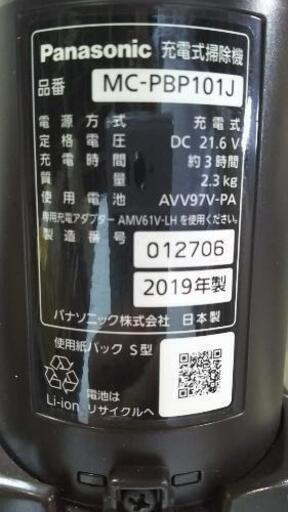 Panasonic 充電式掃除機
品番 MC-PBP101J
電源方式 充電式
定格電圧 DC 21.6 V
充電時間 約3時間
質量 2.3kg
使用電池 AVV97V-PA
専用充電アダプター AMV61V-LH を使用ください。
製造番号 012706
2019年製
パナソニック株式会社 日本製
使用紙パック S型
電池は
Li-ion リサイクルへ